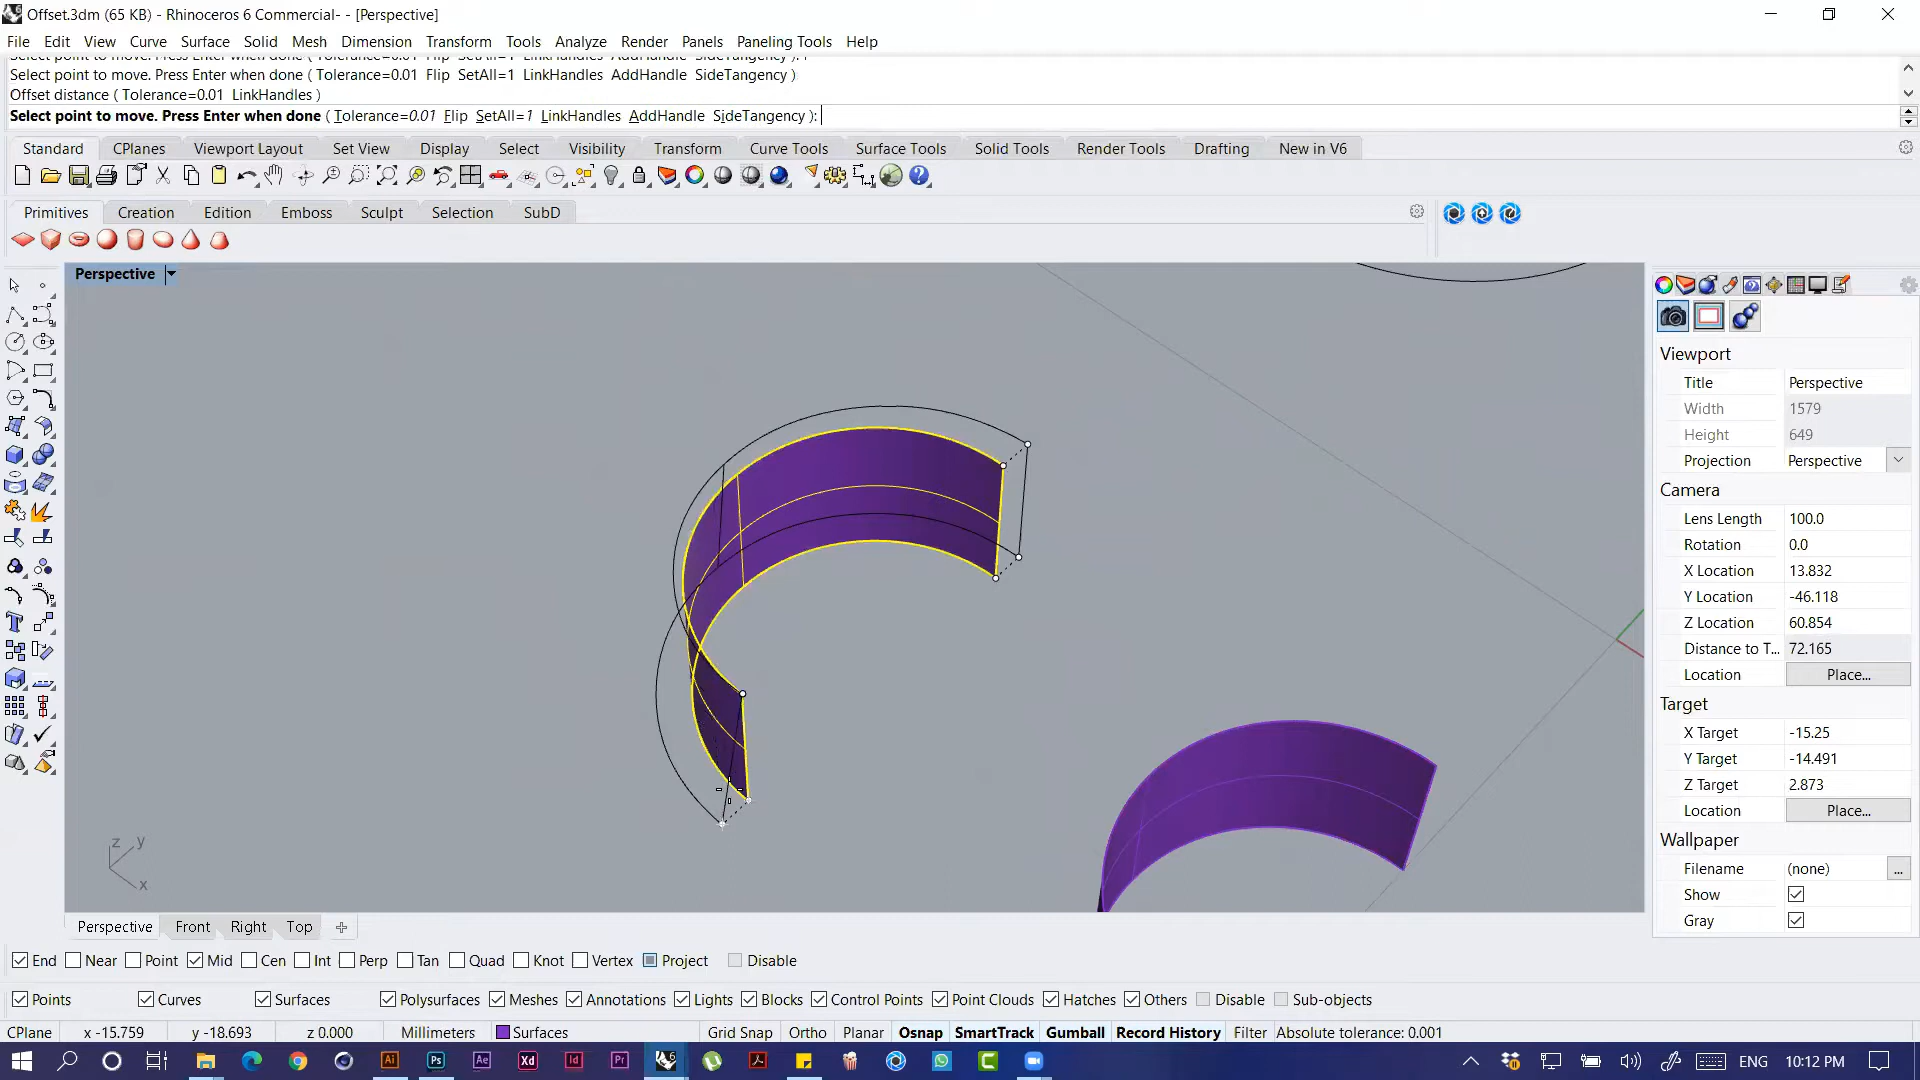 Offset.3dm (65 KB) - Rhinoceros 6 Commercial- - [Perspective]
File Edit View Curve Surface Solid Mesh Dimension Transform Tools Analyze Render Panels Paneling Tools Help
Select point to move. Press Enter when done ( Tolerance=0.01 Flip SetAll=1 LinkHandles AddHandle SideTangency )
Offset distance ( Tolerance=0.01 LinkHandles )
Select point to move. Press Enter when done ( Tolerance=0.01 Flip SetAll=1 LinkHandles AddHandle SideTangency ):
Standard CPlanes Viewport Layout Set View Display Select Visibility Transform Curve Tools Surface Tools Solid Tools Render Tools Drafting New in V6
Primitives Creation Edition Emboss Sculpt Selection SubD
Perspective
Viewport
Title Perspective
Width 1579
Height 649
Projection Perspective
Camera
Lens Length 100.0
Rotation 0.0
X Location 13.832
Y Location -46.118
Z Location 60.854
Distance to T... 72.165
Location Place...
Target
X Target -15.25
Y Target -14.491
Z Target 2.873
Location Place...
Wallpaper
Filename (none) ...
Show
Gray
z y
x
Perspective Front Right Top
End Near Point Mid Cen Int Perp Tan Quad Knot Vertex Project Disable
Points Curves Surfaces Polysurfaces Meshes Annotations Lights Blocks Control Points Point Clouds Hatches Others Disable Sub-objects
CPlane x -15.759 y -18.693 z 0.000 Millimeters Surfaces Grid Snap Ortho Planar Osnap SmartTrack Gumball Record History Filter Absolute tolerance: 0.001
Ai Ps Ae Xd Id Pr 6 ENG 10:12 PM